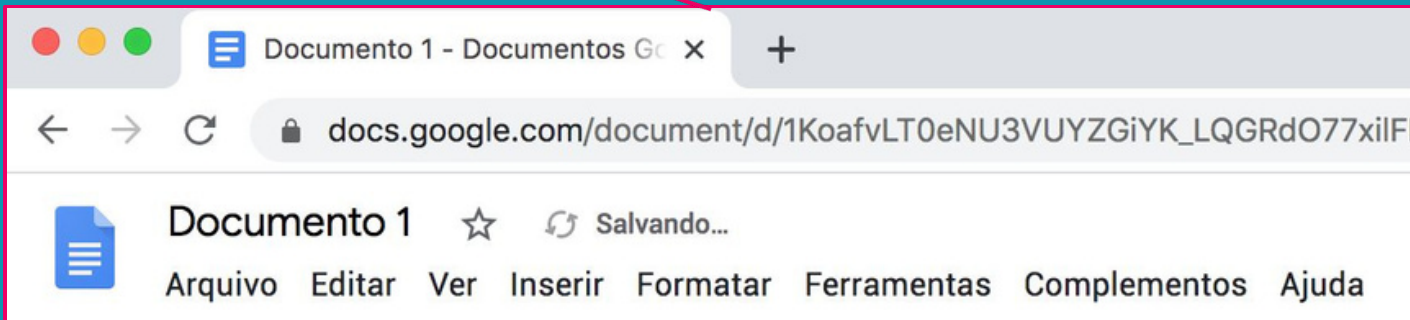 Documento 1 - Documentos Go
docs.google.com/document/d/1KoafvLT0eNU3VUYZGiYK_LQGRdO77xilF
Documento 1 Salvando...
Arquivo Editar Ver Inserir Formatar Ferramentas Complementos Ajuda